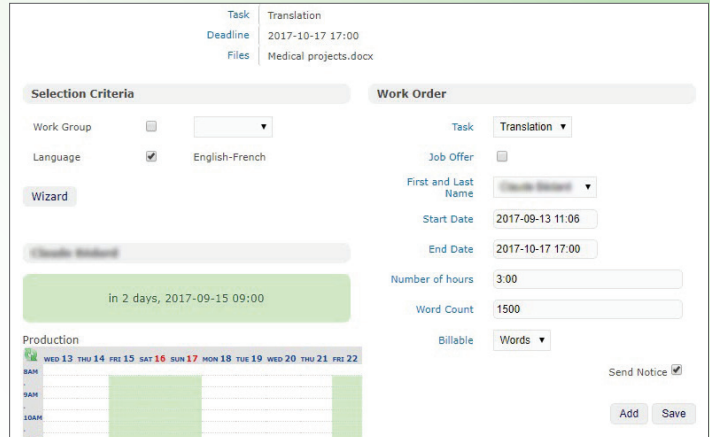 Task Translation
Deadline 2017-10-17 17:00
Files Medical projects.docx
Selection Criteria
Work Group
Language English-French
Wizard
in 2 days, 2017-09-15 09:00
Production
WED 13 THU 14 FRI 15 SAT 16 SUN 17 MON 18 TUE 19 WED 20 THU 21 FRI 22
8AM
9AM
10AM
Work Order
Task Translation
Job Offer
First and Last
Name
Start Date 2017-09-13 11:06
End Date 2017-10-17 17:00
Number of hours 3:00
Word Count 1500
Billable Words
Send Notice
Add Save